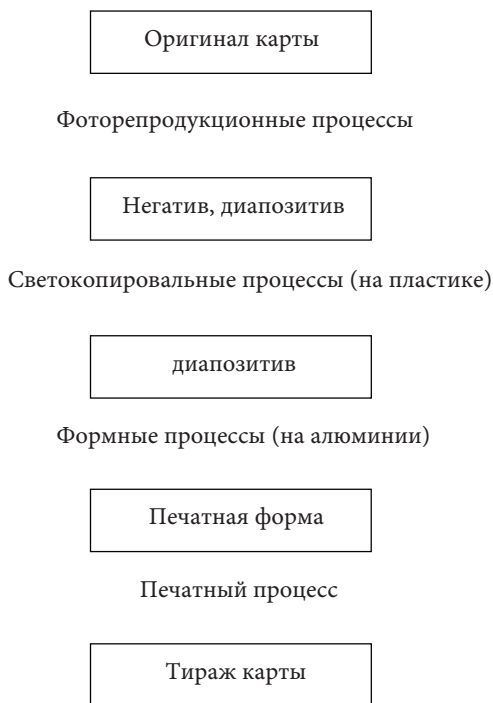 Оригинал карты
Фоторепродукционные процессы
Негатив, диапозитив
Светокопировальные процессы (на пластике)
диапозитив
Формные процессы (на алюминии)
Печатная форма
Печатный процесс
Тираж карты